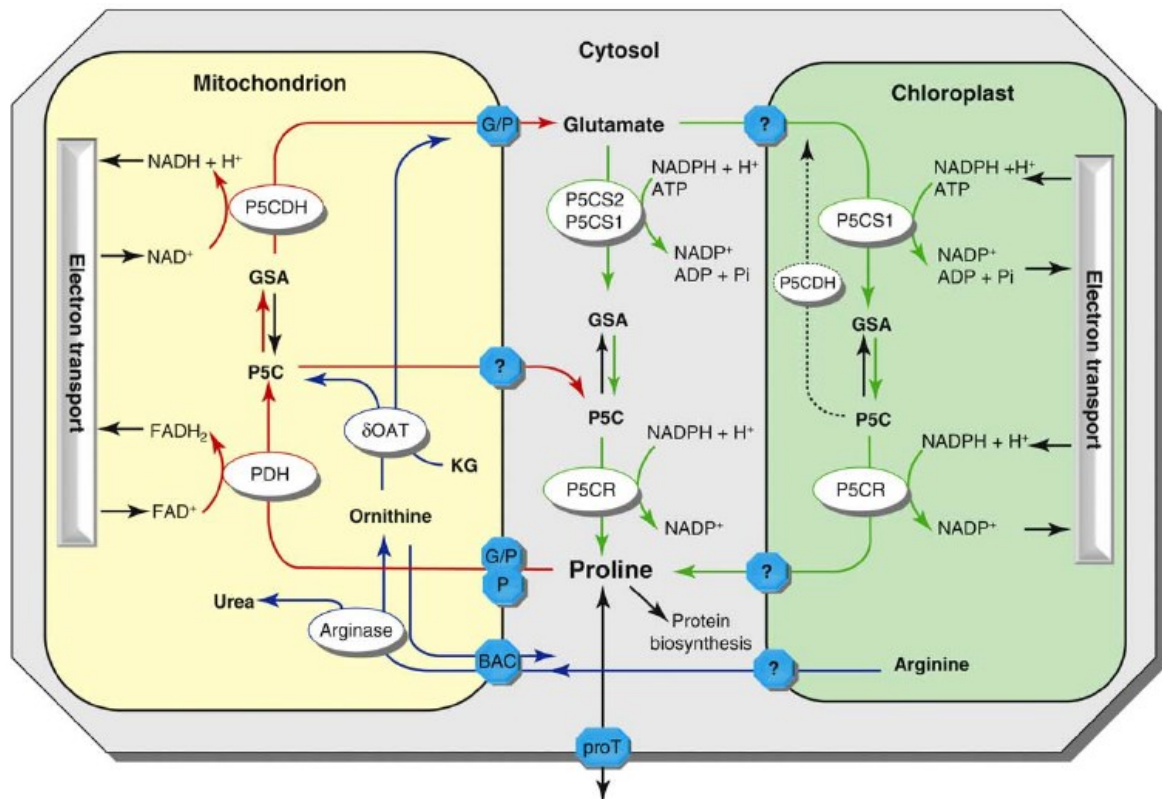 Cytosol
Mitochondrion
Chloroplast
G/Pi
Glutamate
?
NADH + H⁺
P5CDH
NAD⁺
GSA
P5C
Electron transport
FADH₂
PDH
FAD⁺
δOAT
KG
Ornithine
Urea
Arginase
G/P
P
BAC
?
P5CS2
P5CS1
NADPH + H⁺
ATP
NADP⁺
ADP + Pi
GSA
P5C
NADPH + H⁺
P5CR
NADP⁺
Proline
Protein
biosynthesis
proT
P5CDH
NADPH +H⁺
ATP
P5CS1
NADP⁺
ADP + Pi
GSA
P5C
NADPH + H⁺
P5CR
NADP⁺
Electron transport
?
?
Arginine